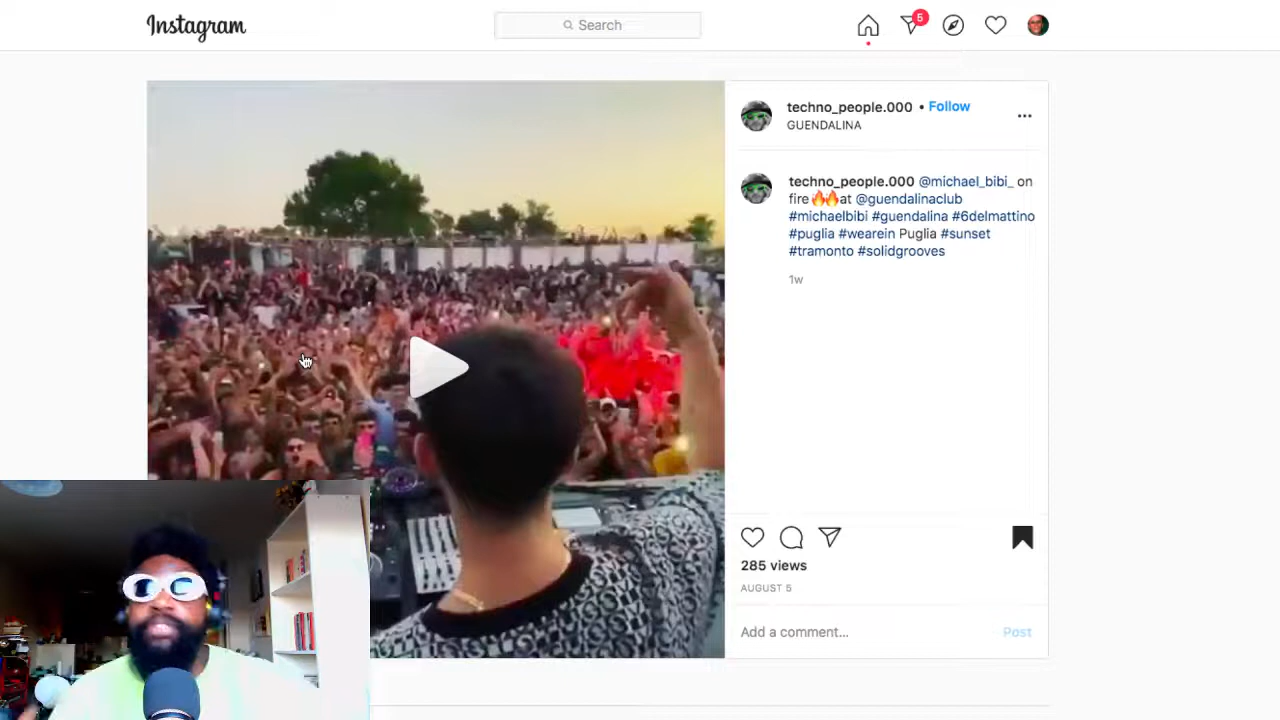 Instagram
Search
5
techno_people.000 • Follow
GUENDALINA
techno_people.000 @michael_bibi_ on
fire🔥🔥at @guendalinaclub
#michaelbibi #guendalina #6delmattino
#puglia #wearein Puglia #sunset
#tramonto #solidgrooves
1w
285 views
AUGUST 5
Add a comment... Post